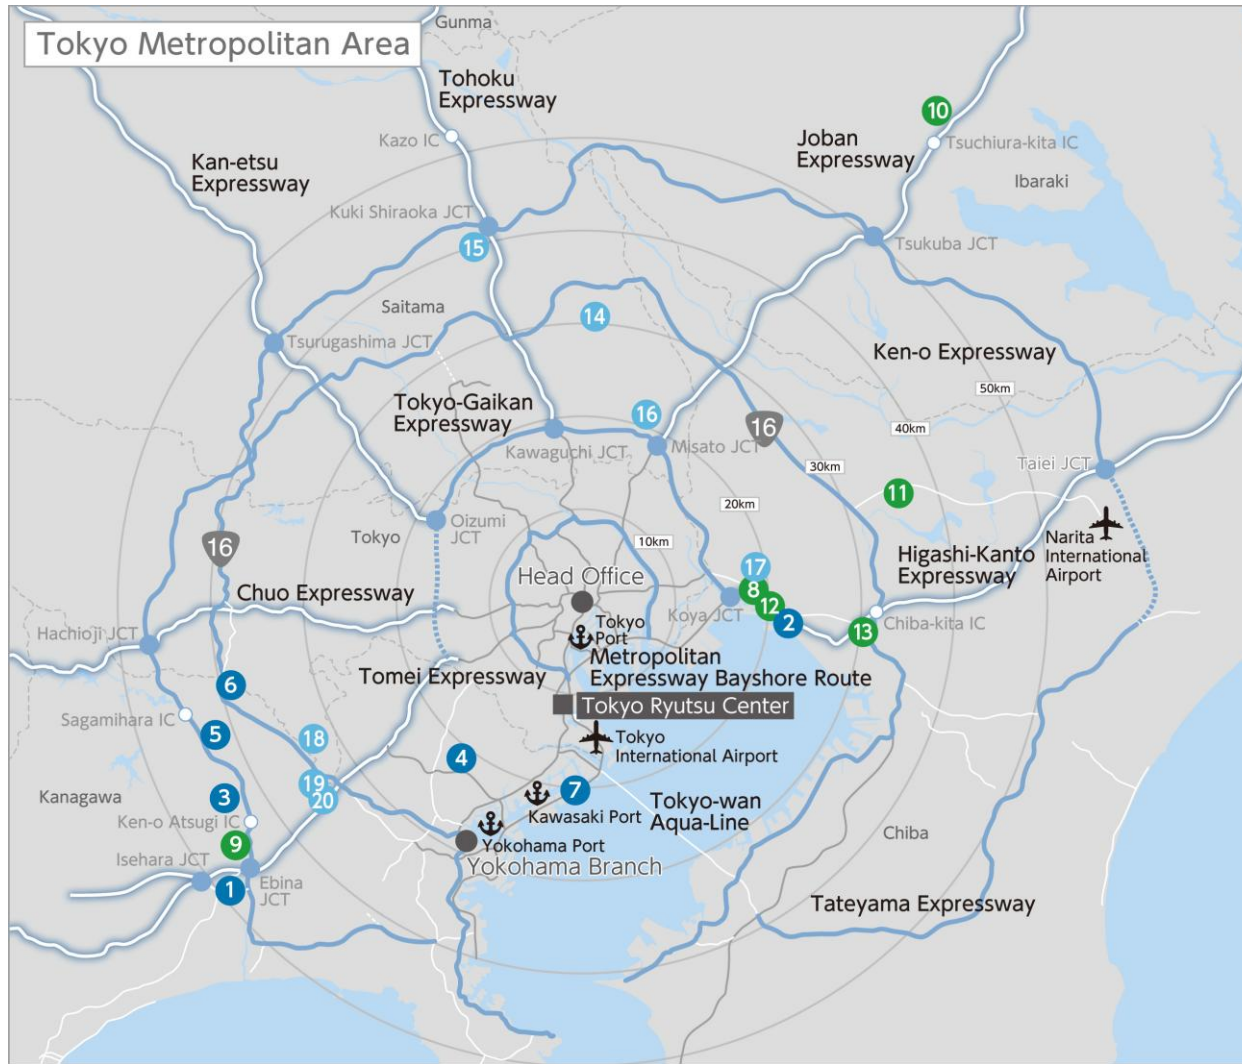 Tokyo Metropolitan Area
Gunma
Tohoku
Expressway
10
Kazo IC
Joban
Expressway
Tsuchiura-kita IC
Kan-etsu
Expressway
Ibaraki
Kuki Shiraoka JCT
15
Tsukuba JCT
Saitama
14
Tsurugashima JCT
Ken-o Expressway
50km
Tokyo-Gaikan
Expressway
16
16
40km
Kawaguchi JCT
Misato JCT
30km
Taiei JCT
11
20km
Oizumi
JCT
Tokyo
10km
Narita
International
Airport
16
Higashi-Kanto
Expressway
Head Office
17
8
12
2
Chuo Expressway
Koya JCT
Chiba-kita IC
13
Hachioji JCT
Tokyo
Port
Metropolitan
Expressway Bayshore Route
Tomei Expressway
6
Tokyo Ryutsu Center
Sagamihara IC
5
18
Tokyo
International Airport
4
19
20
7
Kanagawa
3
Tokyo-wan
Aqua-Line
Kawasaki Port
Ken-o Atsugi IC
Chiba
9
Yokohama Port
Isehara JCT
Yokohama Branch
1
Ebina
JCT
Tateyama Expressway